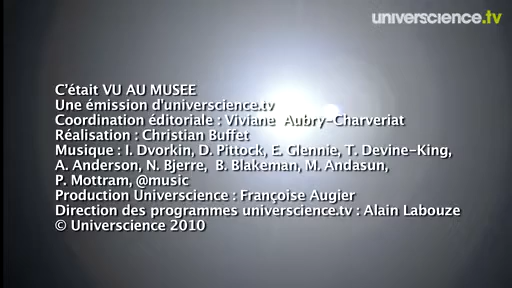 universcience.tv
C'était VU AU MUSEE
Une émission d'universcience.tv
Coordination éditoriale : Viviane Aubry-Charveriat
Réalisation : Christian Buffet
Musique : I. Dvorkin, D. Pittock, E. Glennie, T. Devine-King,
A. Anderson, N. Bjerre, B. Blakeman, M. Andasun,
P. Mottram, @music
Production Universcience : Françoise Augier
Direction des programmes universcience.tv : Alain Labouze
© Universcience 2010